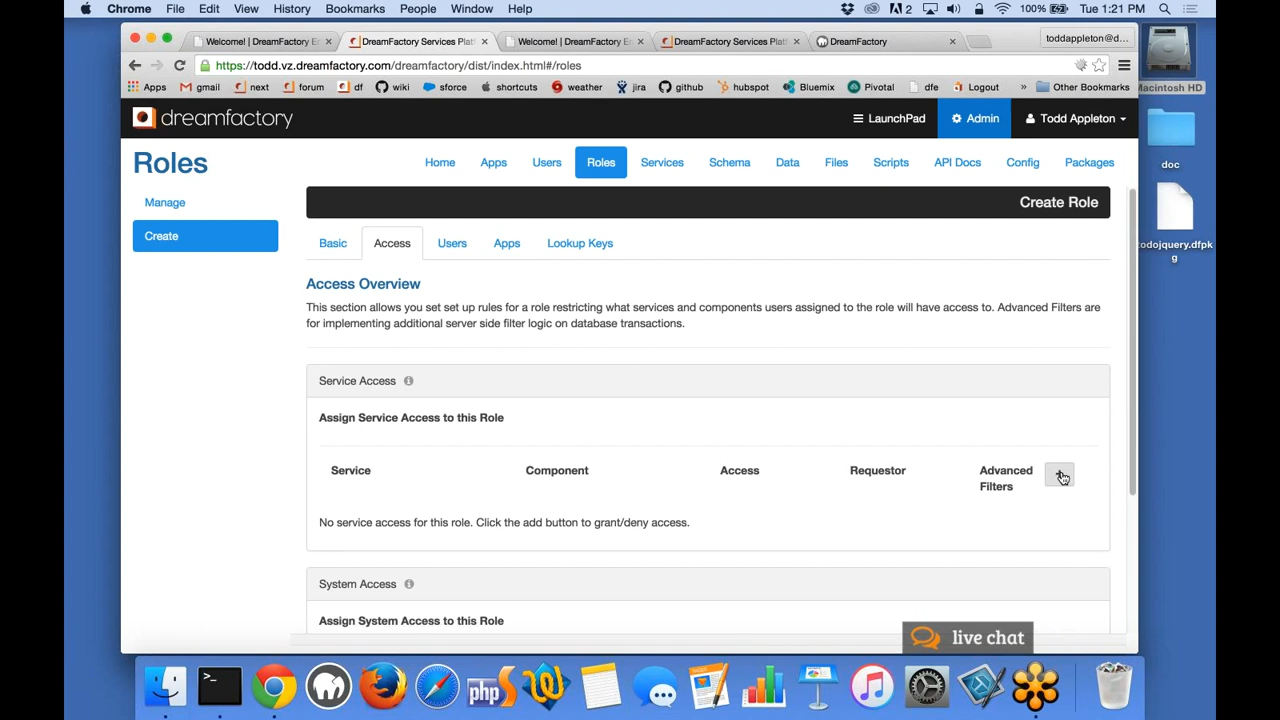 Chrome File Edit View History Bookmarks People Window Help 2 100% Tue 1:21 PM
Welcome! | DreamFactory En × DreamFactory Services Plat × Welcome! | DreamFactory E × DreamFactory Services Plat × DreamFactory × toddappleton@d...
https://todd.vz.dreamfactory.com/dreamfactory/dist/index.html#/roles
Apps gmail next forum df wiki sforce shortcuts weather jira github hubspot Bluemix Pivotal dfe Logout » Other Bookmarks
Macintosh HD
dreamfactory LaunchPad Admin Todd Appleton
doc
Roles Home Apps Users Roles Services Schema Data Files Scripts API Docs Config Packages
Manage
Create
Create Role
todojquery.dfpk
g
Basic Access Users Apps Lookup Keys
Access Overview
This section allows you set set up rules for a role restricting what services and components users assigned to the role will have access to. Advanced Filters are
for implementing additional server side filter logic on database transactions.
Service Access
Assign Service Access to this Role
Service Component Access Requestor Advanced
Filters
No service access for this role. Click the add button to grant/deny access.
System Access
Assign System Access to this Role
live chat
>_
php